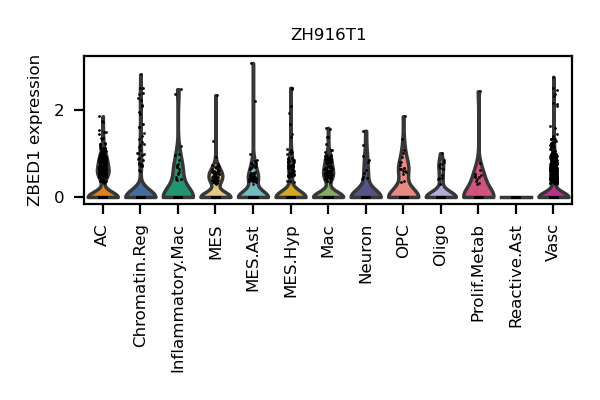 ZH916T1
ZBED1 expression
2
0
AC
Chromatin.Reg
Inflammatory.Mac
MES
MES.Ast
MES.Hyp
Mac
Neuron
OPC
Oligo
Prolif.Metab
Reactive.Ast
Vasc